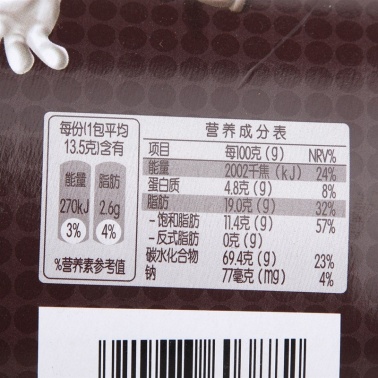 每份(1包平均
13.5克)含有
能量 脂肪
270kJ 2.6g
3% 4%
%营养素参考值
营养成分表
项目 每100克(g) NRV%
能量 2002千焦(kJ) 24%
蛋白质 4.8克(g) 8%
脂肪 19.0克(g) 32%
-饱和脂肪 11.4克(g) 57%
-反式脂肪 0克(g)
碳水化合物 69.4克(g) 23%
钠 77毫克(mg) 4%